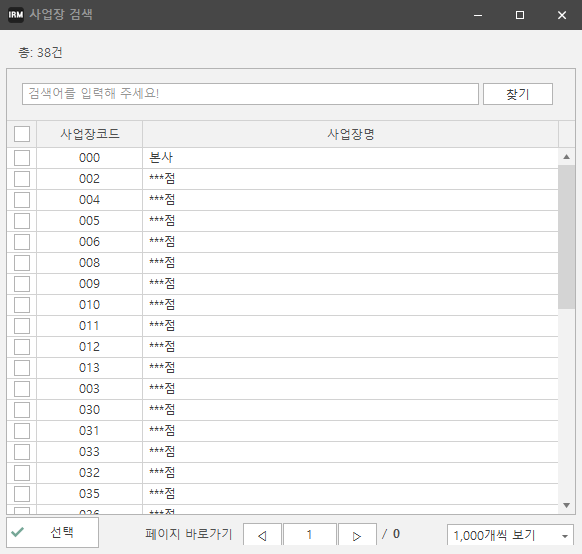 IRM 사업장 검색
총: 38건
검색어를 입력해 주세요! 찾기
사업장코드 사업장명
000 본사
002 ***점
004 ***점
005 ***점
006 ***점
008 ***점
009 ***점
010 ***점
011 ***점
012 ***점
013 ***점
003 ***점
030 ***점
031 ***점
033 ***점
032 ***점
035 ***점
선택 페이지 바로가기 1 / 0 1,000개씩 보기